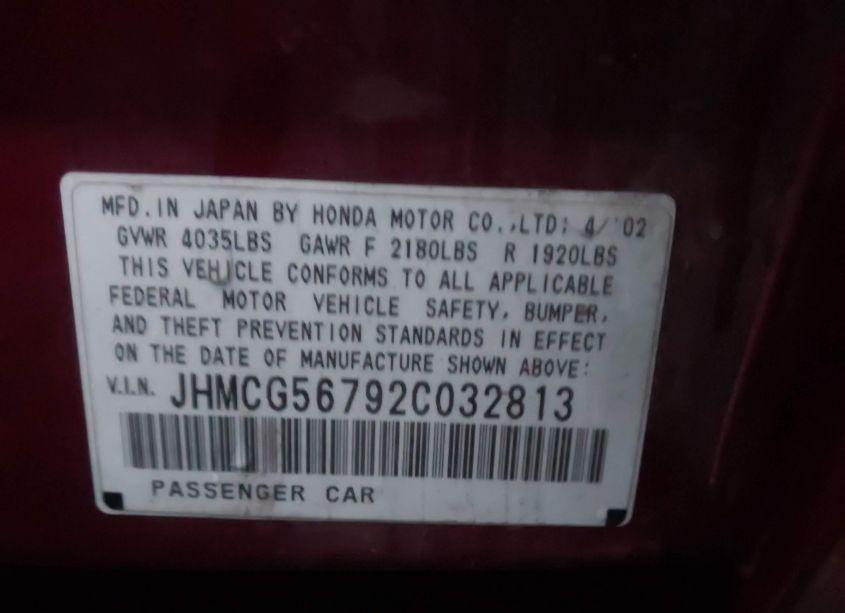 MFD.IN JAPAN BY HONDA MOTOR CO.,LTD: 4/'02
GVWR 4035LBS GAWR F 2180LBS R 1920LBS
THIS VEHICLE CONFORMS TO ALL APPLICABLE
FEDERAL MOTOR VEHICLE SAFETY, BUMPER,
AND THEFT PREVENTION STANDARDS IN EFFECT
ON THE DATE OF MANUFACTURE SHOWN ABOVE:
V.I.N. JHMCG56792C032813
PASSENGER CAR